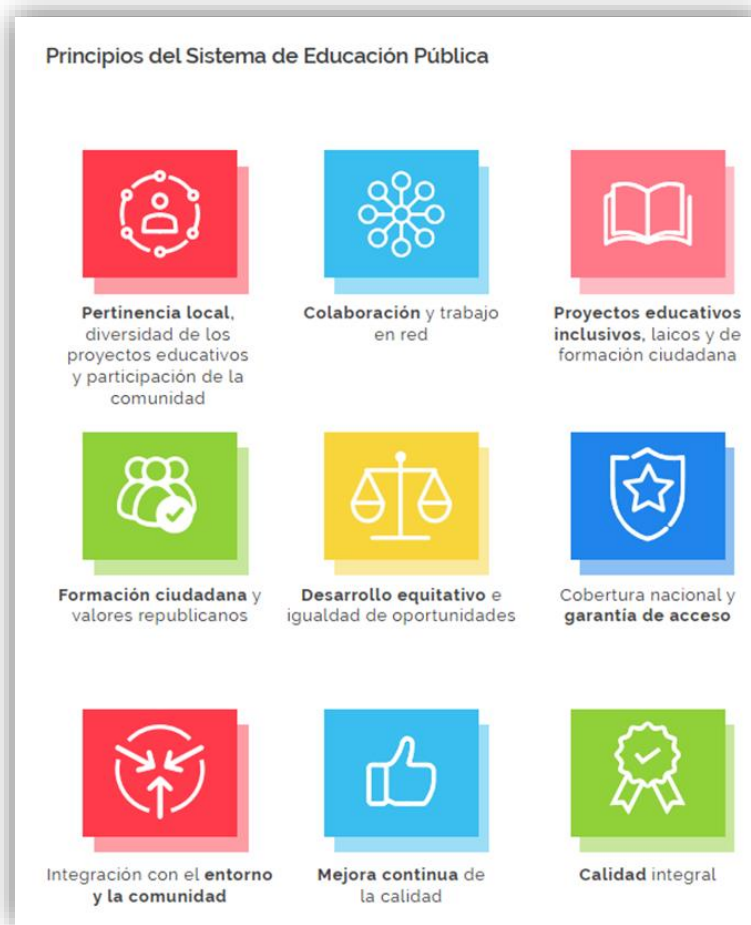 Principios del Sistema de Educación Pública
Pertinencia local,
diversidad de los
proyectos educativos
y participación de la
comunidad
Colaboración y trabajo
en red
Proyectos educativos
inclusivos, laicos y de
formación ciudadana
Formación ciudadana y
valores republicanos
Desarrollo equitativo e
igualdad de oportunidades
Cobertura nacional y
garantía de acceso
Integración con el entorno
y la comunidad
Mejora continua de
la calidad
Calidad integral